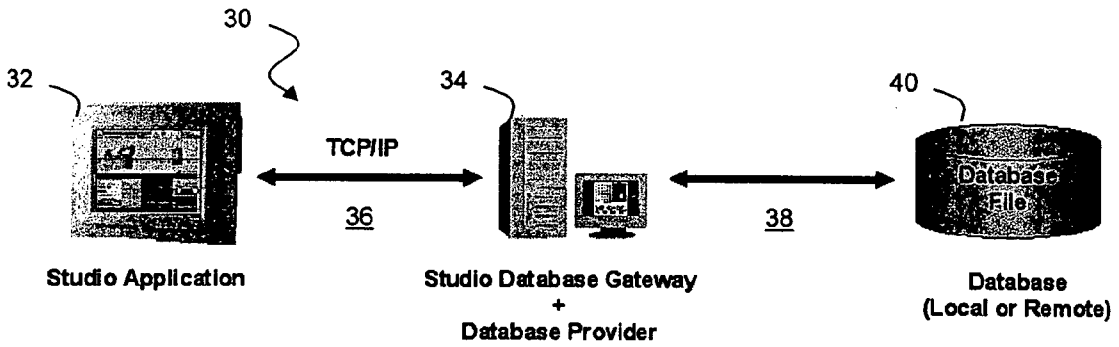 30
32
34
40
TCP/IP
Database
File
36
38
Studio Application
Studio Database Gateway
+
Database Provider
Database
(Local or Remote)